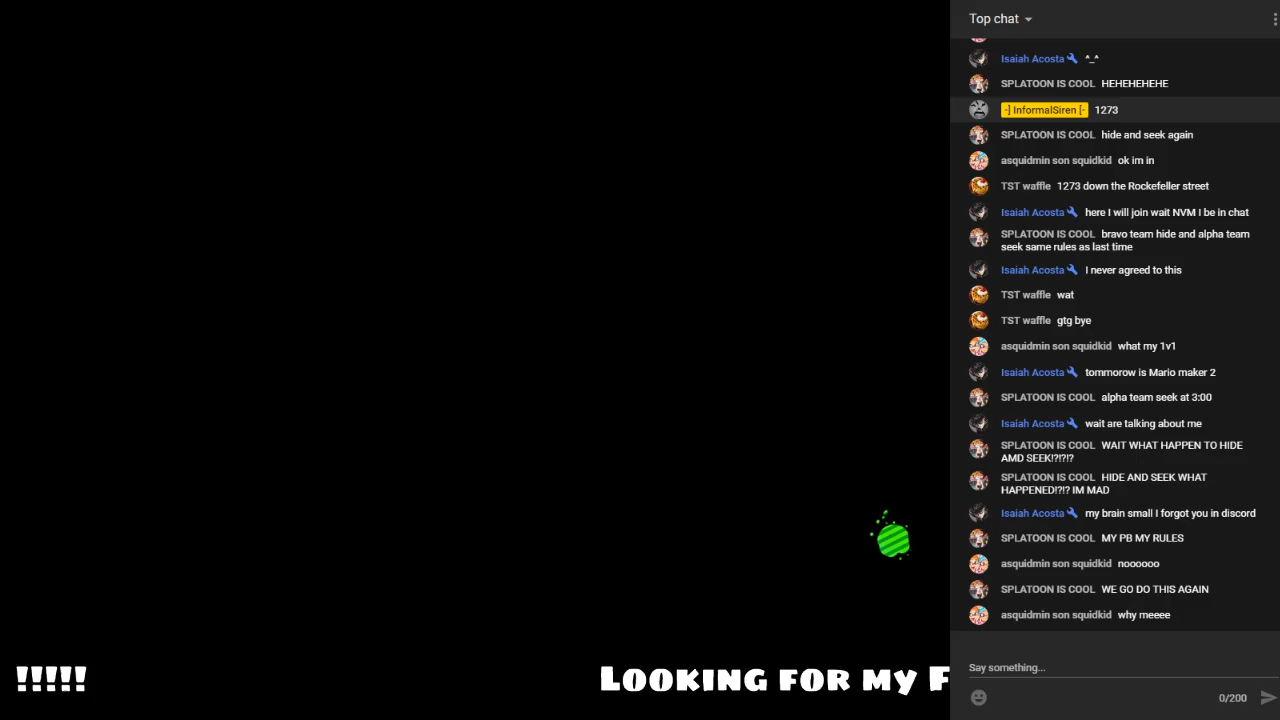 Top chat
Isaiah Acosta ^_^
SPLATOON IS COOL HEHEHEHEHE
-] InformalSiren [- 1273
SPLATOON IS COOL hide and seek again
asquidmin son squidkid ok im in
TST waffle 1273 down the Rockefeller street
Isaiah Acosta here I will join wait NVM I be in chat
SPLATOON IS COOL bravo team hide and alpha team
seek same rules as last time
Isaiah Acosta I never agreed to this
TST waffle wat
TST waffle gtg bye
asquidmin son squidkid what my 1v1
Isaiah Acosta tommorow is Mario maker 2
SPLATOON IS COOL alpha team seek at 3:00
Isaiah Acosta wait are talking about me
SPLATOON IS COOL WAIT WHAT HAPPEN TO HIDE
AMD SEEK!?!?!?
SPLATOON IS COOL HIDE AND SEEK WHAT
HAPPENED!?!? IM MAD
Isaiah Acosta my brain small I forgot you in discord
SPLATOON IS COOL MY PB MY RULES
asquidmin son squidkid noooooo
SPLATOON IS COOL WE GO DO THIS AGAIN
asquidmin son squidkid why meeee
Say something...
0/200
!!!!! Looking for my F